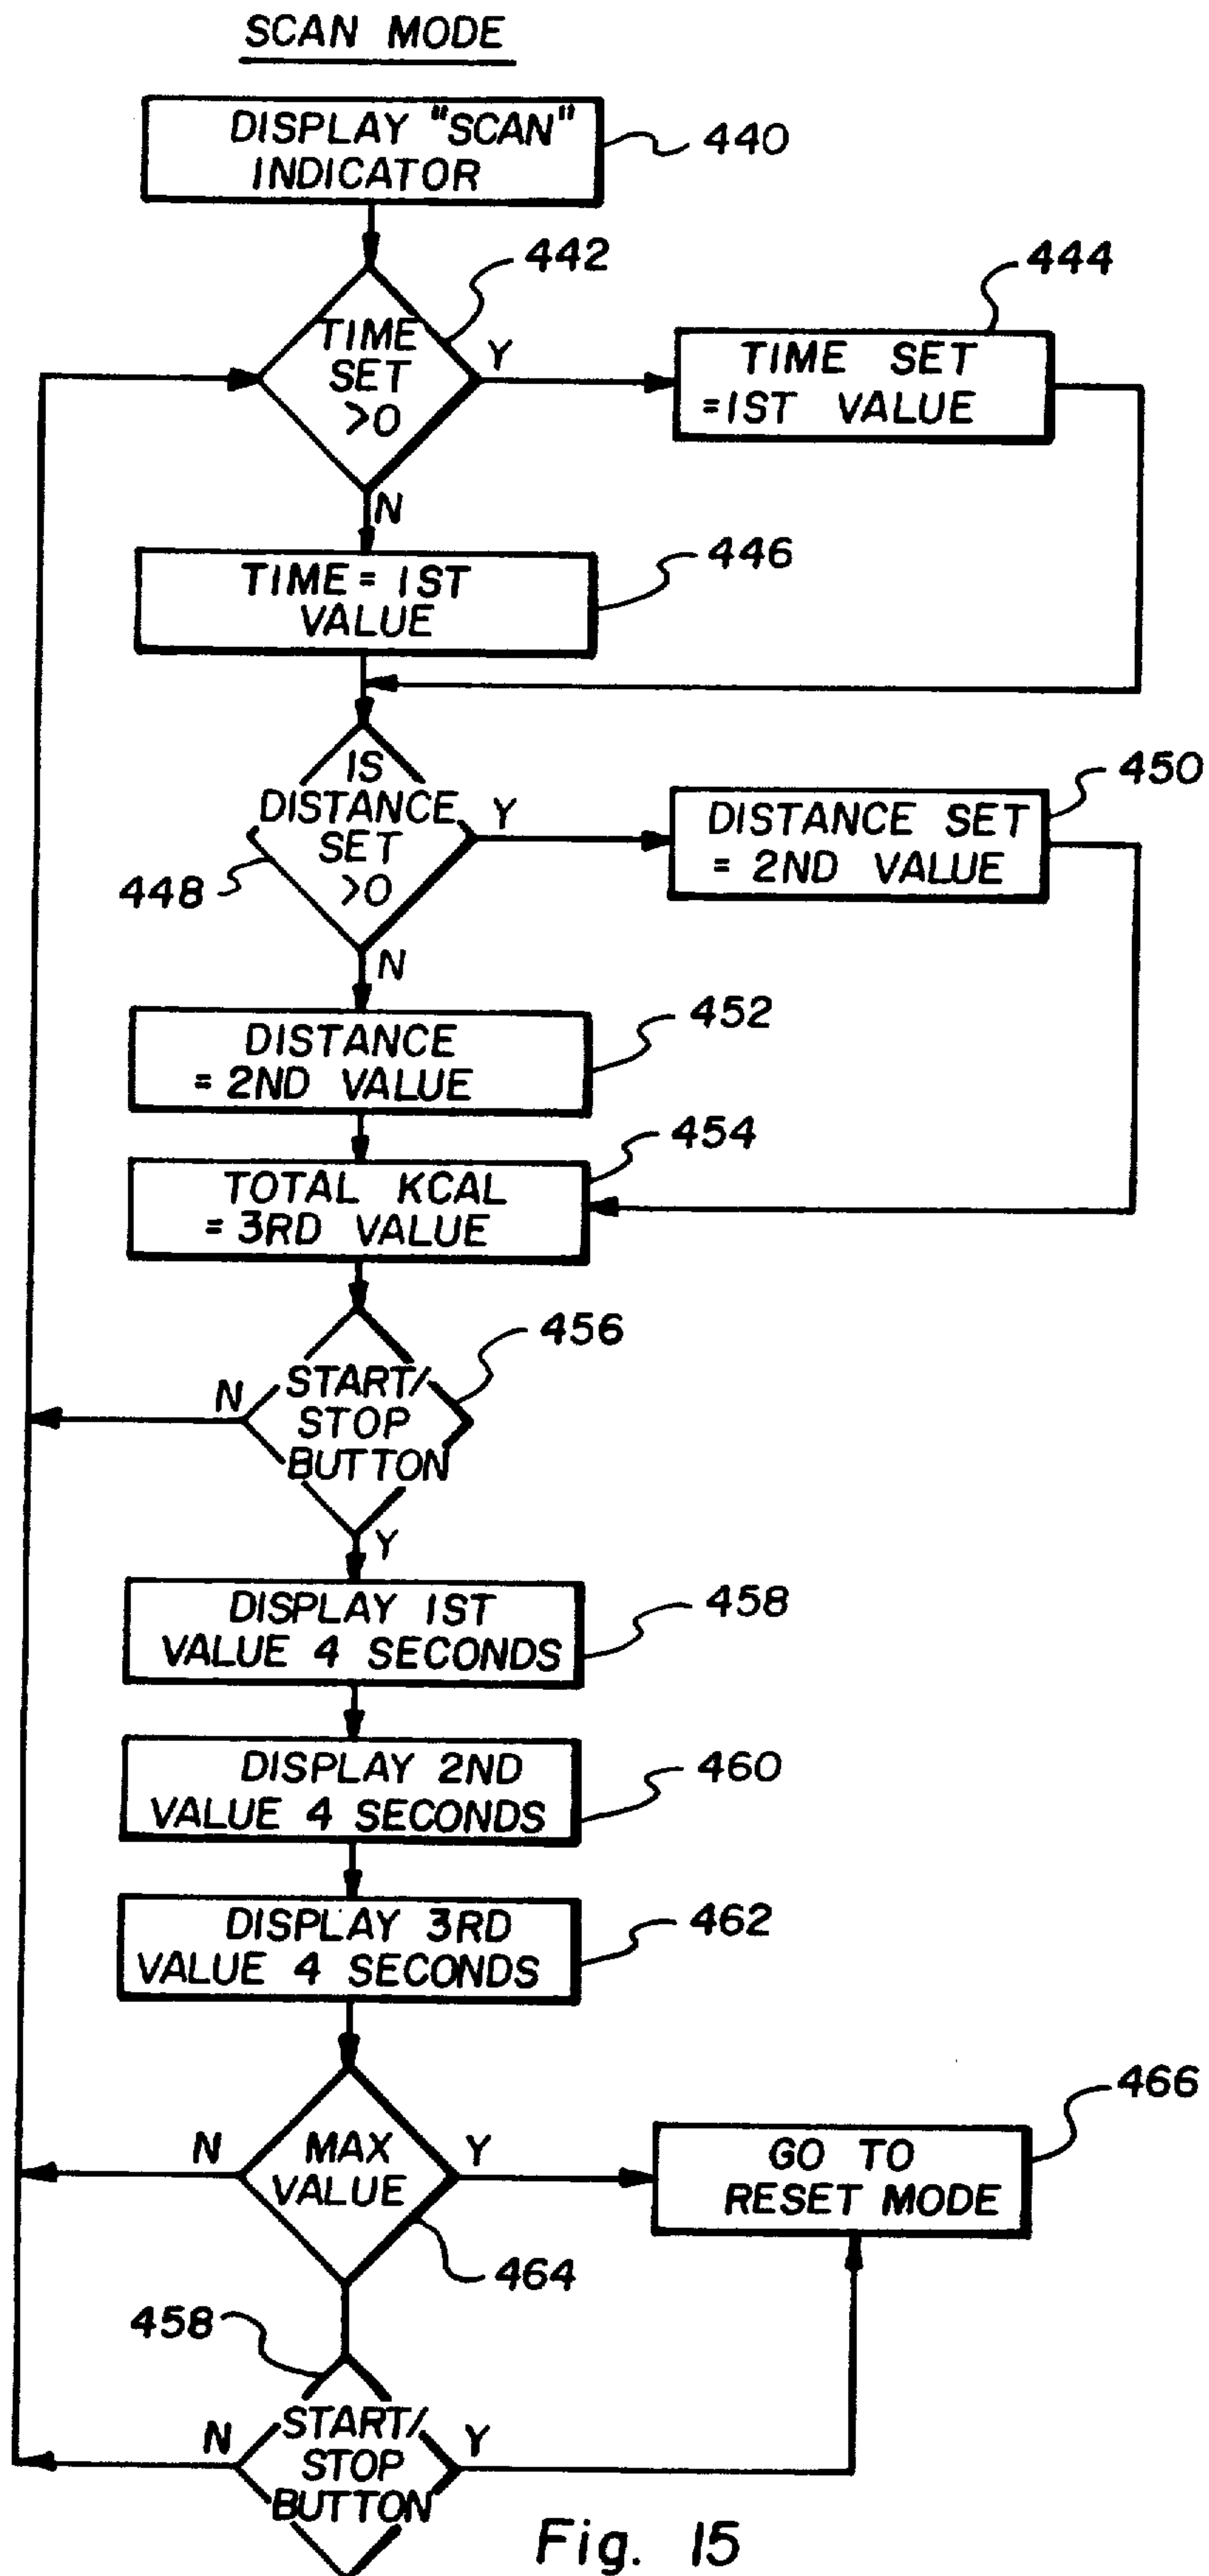 SCAN MODE
DISPLAY "SCAN"
INDICATOR
440
442
TIME
SET
>0
Y
N
444
TIME SET
=1ST VALUE
446
TIME = 1ST
VALUE
IS
DISTANCE
SET
>0
448
Y
N
450
DISTANCE SET
= 2ND VALUE
452
DISTANCE
= 2ND VALUE
454
TOTAL KCAL
= 3RD VALUE
456
START/
STOP
BUTTON
N
Y
DISPLAY 1ST
VALUE 4 SECONDS
458
DISPLAY 2ND
VALUE 4 SECONDS
460
DISPLAY 3RD
VALUE 4 SECONDS
462
MAX
VALUE
N
Y
464
466
GO TO
RESET MODE
458
START/
STOP
BUTTON
N
Y
Fig. 15